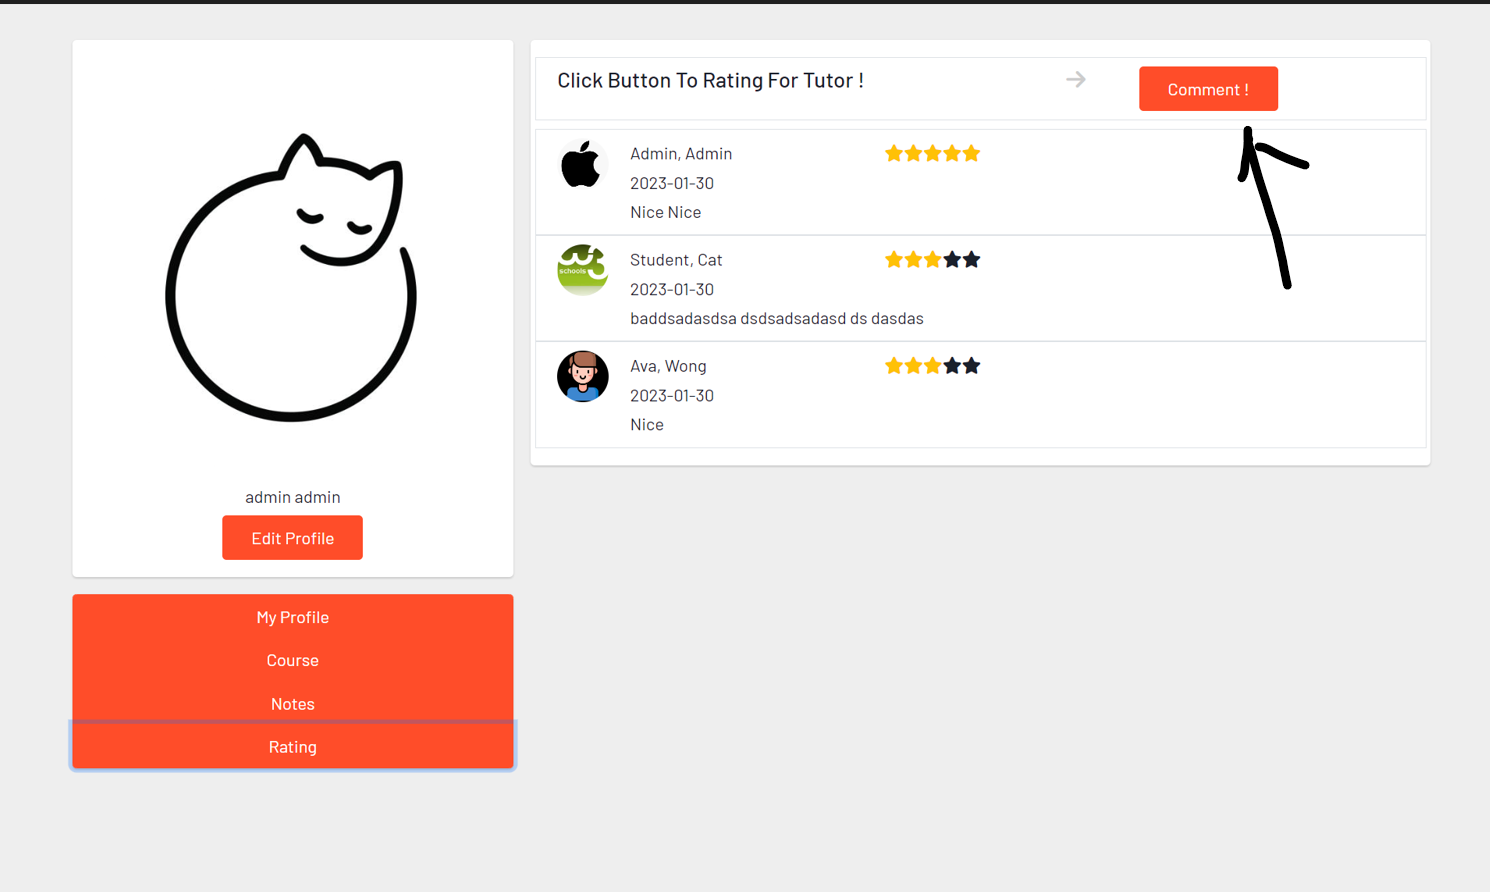 Click Button To Rating For Tutor !
Comment !
Admin, Admin
2023-01-30
Nice Nice
schools
Student, Cat
2023-01-30
baddsadasdsa dsdsadsadasd ds dasdas
Ava, Wong
2023-01-30
Nice
admin admin
Edit Profile
My Profile
Course
Notes
Rating